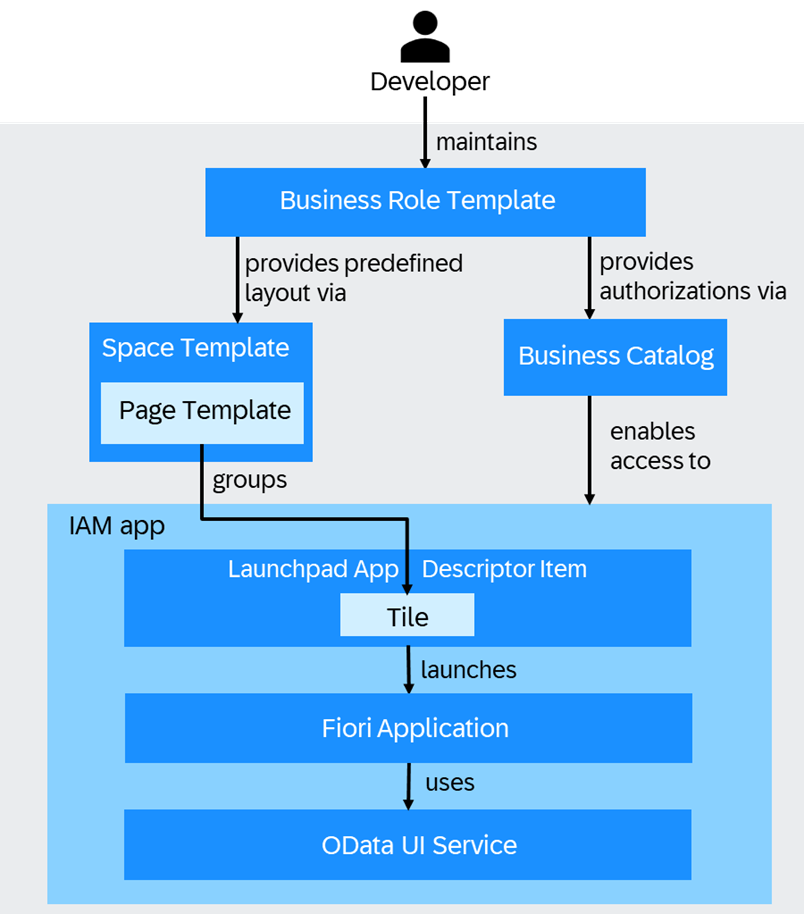 Developer
maintains
Business Role Template
provides predefined
layout via
provides
authorizations via
Space Template
Page Template
Business Catalog
groups
enables
access to
IAM app
Launchpad App Descriptor Item
Tile
launches
Fiori Application
uses
OData UI Service